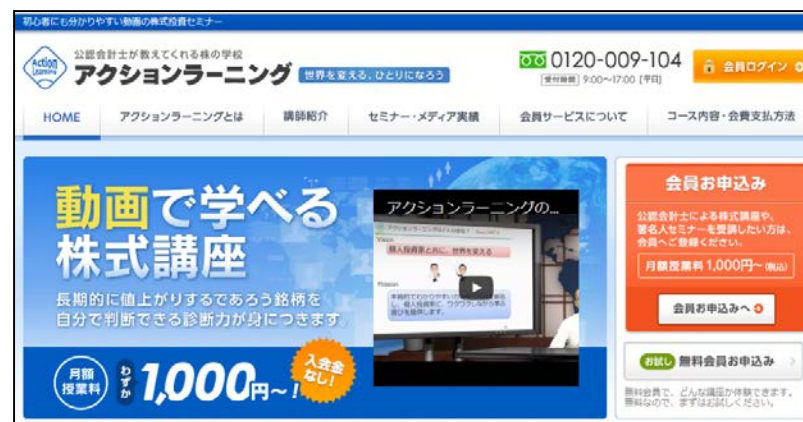 初心者にも分かりやすい動画の株式投資セミナー
Action Learning
公認会計士が教えてくれる株の学校
アクションラーニング
世界を変える、ひとりになろう
0120-009-104
受付時間 9:00～17:00 [平日]
会員ログイン
HOME
アクションラーニングとは
講師紹介
セミナー・メディア実績
会員サービスについて
コース内容・会費支払方法
動画で学べる
株式講座
長期的に値上がりするであろう銘柄を
自分で判断できる診断力が身につきます。
月額
授業料
わずか
1,000円～！
入会金
なし！
アクションラーニングの...
Vision
個人投資家と共に、世界を変える
会員お申込み
公認会計士による株式講座や、
著名人セミナーを受講したい方は、
会員へご登録ください。
月額授業料 1,000円～ (税込)
会員お申込みへ
お試し 無料会員お申込み
無料会員で、どんな講座か体験できます。
無料なので、まずはお試しください。